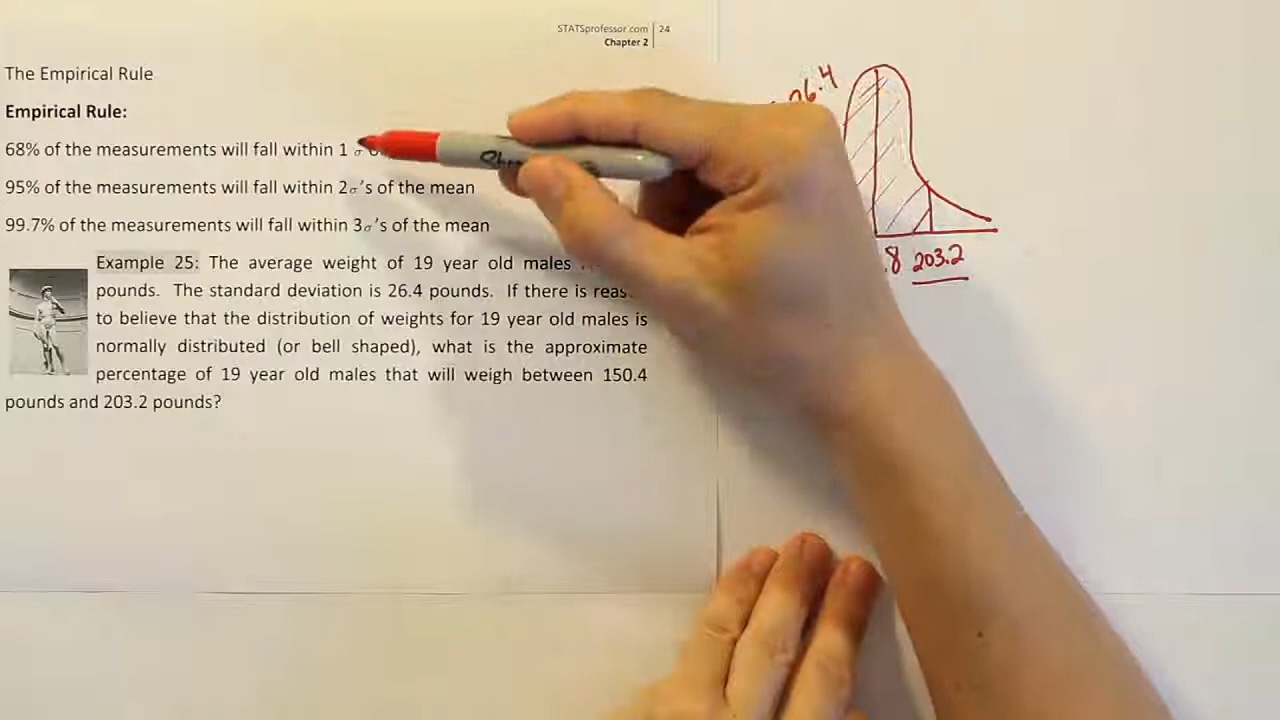 STATSprofessor.com | 24
Chapter 2
The Empirical Rule
Empirical Rule:
68% of the measurements will fall within 1 σ
95% of the measurements will fall within 2σ's of the mean
99.7% of the measurements will fall within 3σ's of the mean
Example 25: The average weight of 19 year old males
pounds. The standard deviation is 26.4 pounds. If there is
to believe that the distribution of weights for 19 year old males is
normally distributed (or bell shaped), what is the approximate
percentage of 19 year old males that will weigh between 150.4
pounds and 203.2 pounds?
26.4
.8 203.2
Sha